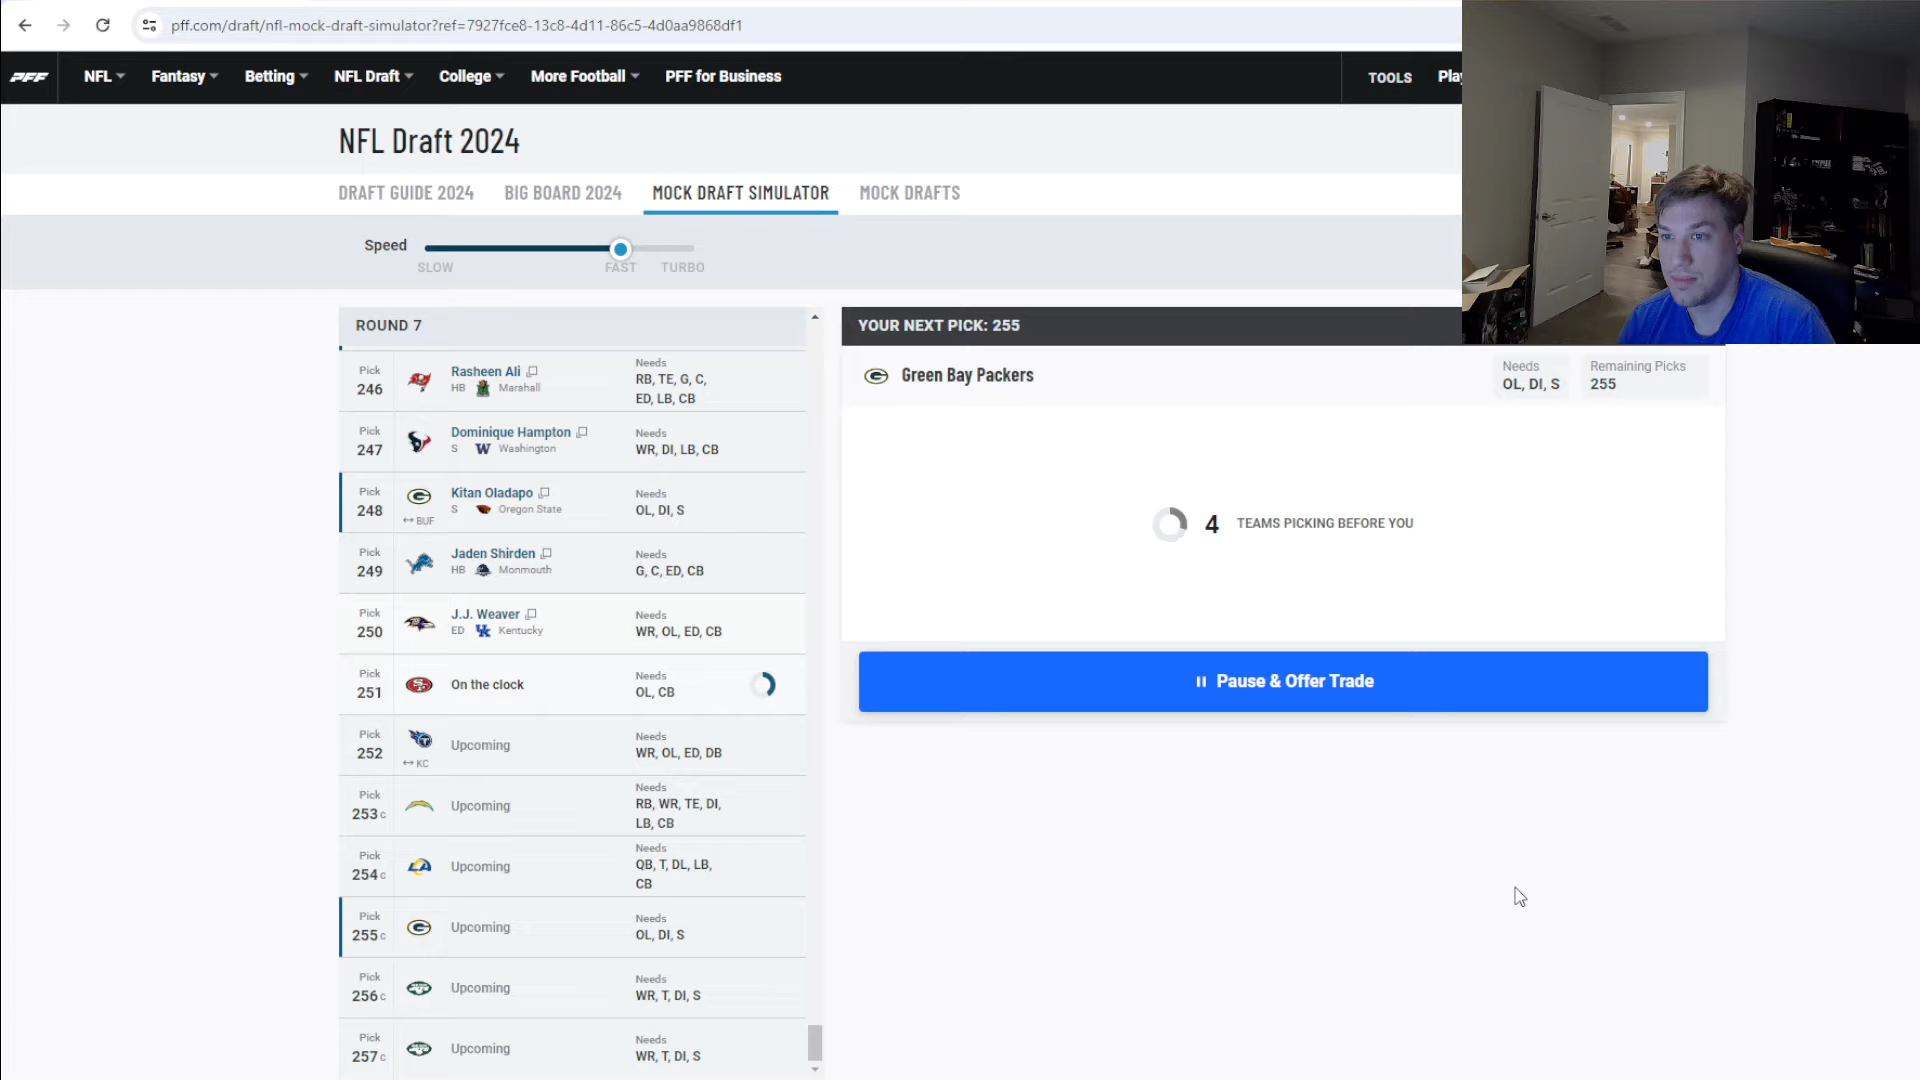 pff.com/draft/nfl-mock-draft-simulator?ref=7927fce8-13c8-4d11-86c5-4d0aa9868df1
PFF
NFL
Fantasy
Betting
NFL Draft
College
More Football
PFF for Business
TOOLS
NFL Draft 2024
DRAFT GUIDE 2024
BIG BOARD 2024
MOCK DRAFT SIMULATOR
MOCK DRAFTS
Speed
SLOW
FAST
TURBO
ROUND 7
Pick
246
Rasheen Ali
HB Marshall
Needs
RB, TE, G, C,
ED, LB, CB
Pick
247
Dominique Hampton
S W Washington
Needs
WR, DI, LB, CB
Pick
248
G
↔ BUF
Kitan Oladapo
S Oregon State
Needs
OL, DI, S
Pick
249
Jaden Shirden
HB Monmouth
Needs
G, C, ED, CB
Pick
250
J.J. Weaver
ED UK Kentucky
Needs
WR, OL, ED, CB
Pick
251
SF
On the clock
Needs
OL, CB
Pick
252
↔ KC
Upcoming
Needs
WR, OL, ED, DB
Pick
253 c
Upcoming
Needs
RB, WR, TE, DI,
LB, CB
Pick
254 c
LA
Upcoming
Needs
QB, T, DL, LB,
CB
Pick
255 c
G
Upcoming
Needs
OL, DI, S
Pick
256 c
Upcoming
Needs
WR, T, DI, S
Pick
257 c
Upcoming
Needs
WR, T, DI, S
YOUR NEXT PICK: 255
G
Green Bay Packers
Needs
OL, DI, S
Remaining Picks
255
4 TEAMS PICKING BEFORE YOU
Pause & Offer Trade